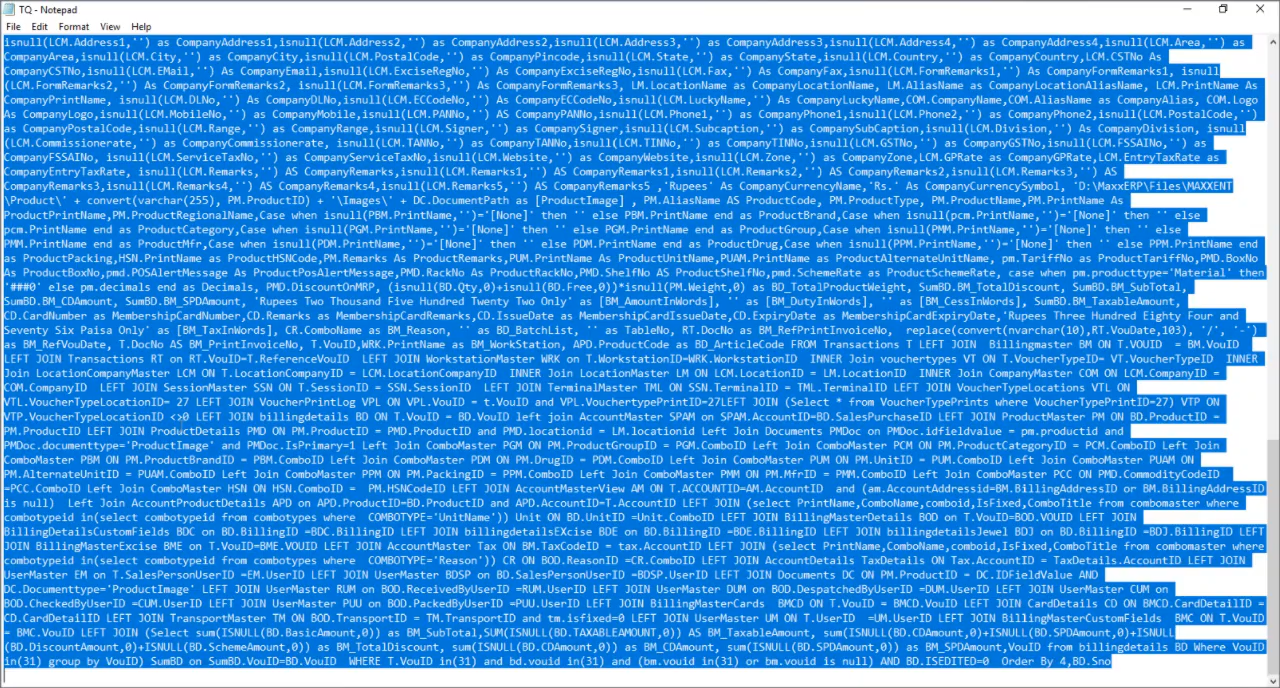 TQ - Notepad
File Edit Format View Help
isnull(LCM.Address1,'') as CompanyAddress1,isnull(LCM.Address2,'') as CompanyAddress2,isnull(LCM.Address3,'') as CompanyAddress3,isnull(LCM.Address4,'') as CompanyAddress4,isnull(LCM.Area,'') as
CompanyArea,isnull(LCM.City,'') as CompanyCity,isnull(LCM.PostalCode,'') as CompanyPincode,isnull(LCM.State,'') as CompanyState,isnull(LCM.Country,'') as CompanyCountry,LCM.CSTNo As
CompanyCSTNo,isnull(LCM.EMail,'') As CompanyEmail,isnull(LCM.ExciseRegNo,'') As CompanyExciseRegNo,isnull(LCM.Fax,'') As CompanyFax,isnull(LCM.FormRemarks1,'') As CompanyFormRemarks1, isnull
(LCM.FormRemarks2,'') As CompanyFormRemarks2, isnull(LCM.FormRemarks3,'') As CompanyFormRemarks3, LM.LocationName as CompanyLocationName, LM.AliasName as CompanyLocationAliasName, LCM.PrintName As
CompanyPrintName, isnull(LCM.DLNo,'') As CompanyDLNo,isnull(LCM.ECCodeNo,'') As CompanyECCodeNo,isnull(LCM.LuckyName,'') As CompanyLuckyName,COM.CompanyName,COM.AliasName as CompanyAlias, COM.Logo
As CompanyLogo,isnull(LCM.MobileNo,'') as CompanyMobile,isnull(LCM.PANNo,'') AS CompanyPANNo,isnull(LCM.Phone1,'') as CompanyPhone1,isnull(LCM.Phone2,'') as CompanyPhone2,isnull(LCM.PostalCode,'')
as CompanyPostalCode,isnull(LCM.Range,'') as CompanyRange,isnull(LCM.Signer,'') as CompanySigner,isnull(LCM.Subcaption,'') as CompanySubCaption,isnull(LCM.Division,'') As CompanyDivision, isnull
(LCM.Commissionerate,'') as CompanyCommissionerate, isnull(LCM.TANNo,'') as CompanyTANNo,isnull(LCM.TINNo,'') as CompanyTINNo,isnull(LCM.GSTNo,'') as CompanyGSTNo,isnull(LCM.FSSAINo,'') as
CompanyFSSAINo, isnull(LCM.ServiceTaxNo,'') as CompanyServiceTaxNo,isnull(LCM.Website,'') as CompanyWebsite,isnull(LCM.Zone,'') as CompanyZone,LCM.GPRate as CompanyGPRate,LCM.EntryTaxRate as
CompanyEntryTaxRate, isnull(LCM.Remarks,'') AS CompanyRemarks,isnull(LCM.Remarks1,'') AS CompanyRemarks1,isnull(LCM.Remarks2,'') AS CompanyRemarks2,isnull(LCM.Remarks3,'') AS
CompanyRemarks3,isnull(LCM.Remarks4,'') AS CompanyRemarks4,isnull(LCM.Remarks5,'') AS CompanyRemarks5 ,'Rupees' As CompanyCurrencyName,'Rs.' As CompanyCurrencySymbol, 'D:\MaxxERP\Files\MAXXENT
\Product\' + convert(varchar(255), PM.ProductID) + '\Images\' + DC.DocumentPath as [ProductImage] , PM.AliasName AS ProductCode, PM.ProductType, PM.ProductName,PM.PrintName As
ProductPrintName,PM.ProductRegionalName,Case when isnull(PBM.PrintName,'')='[None]' then '' else PBM.PrintName end as ProductBrand,Case when isnull(pcm.PrintName,'')='[None]' then '' else
pcm.PrintName end as ProductCategory,Case when isnull(PGM.PrintName,'')='[None]' then '' else PGM.PrintName end as ProductGroup,Case when isnull(PMM.PrintName,'')='[None]' then '' else
PMM.PrintName end as ProductMfr,Case when isnull(PDM.PrintName,'')='[None]' then '' else PDM.PrintName end as ProductDrug,Case when isnull(PPM.PrintName,'')='[None]' then '' else PPM.PrintName end
as ProductPacking,HSN.PrintName as ProductHSNCode,PM.Remarks As ProductRemarks,PUM.PrintName As ProductUnitName,PUAM.PrintName as ProductAlternateUnitName, pm.TariffNo as ProductTariffNo,PMD.BoxNo
As ProductBoxNo,pmd.POSAlertMessage As ProductPosAlertMessage,PMD.RackNo As ProductRackNo,PMD.ShelfNO AS ProductShelfNo,pmd.SchemeRate as ProductSchemeRate, case when pm.producttype='Material' then
'###0' else pm.decimals end as Decimals, PMD.DiscountOnMRP, (isnull(BD.Qty,0)+isnull(BD.Free,0))*isnull(PM.Weight,0) as BD_TotalProductWeight, SumBD.BM_TotalDiscount, SumBD.BM_SubTotal,
SumBD.BM_CDAmount, SumBD.BM_SPDAmount, 'Rupees Two Thousand Five Hundred Twenty Two Only' as [BM_AmountInWords], '' as [BM_DutyInWords], '' as [BM_CessInWords], SumBD.BM_TaxableAmount,
CD.CardNumber as MembershipCardNumber,CD.Remarks as MembershipCardRemarks,CD.IssueDate as MembershipCardIssueDate,CD.ExpiryDate as MembershipCardExpiryDate,'Rupees Three Hundred Eighty Four and
Seventy Six Paisa Only' as [BM_TaxInWords], CR.ComboName as BM_Reason, '' as BD_BatchList, '' as TableNo, RT.DocNo as BM_RefPrintInvoiceNo,  replace(convert(nvarchar(10),RT.VouDate,103), '/', '-')
as BM_RefVouDate, T.DocNo AS BM_PrintInvoiceNo, T.VouID,WRK.PrintName as BM_WorkStation, APD.ProductCode as BD_ArticleCode FROM Transactions T LEFT JOIN  Billingmaster BM ON T.VOUID  = BM.VouID
LEFT JOIN Transactions RT on RT.VouID=T.ReferenceVouID  LEFT JOIN WorkstationMaster WRK on T.WorkstationID=WRK.WorkstationID  INNER Join vouchertypes VT ON T.VoucherTypeID= VT.VoucherTypeID  INNER
Join LocationCompanyMaster LCM ON T.LocationCompanyID = LCM.LocationCompanyID  INNER Join LocationMaster LM ON LCM.LocationID = LM.LocationID  INNER Join CompanyMaster COM ON LCM.CompanyID =
COM.CompanyID  LEFT JOIN SessionMaster SSN ON T.SessionID = SSN.SessionID  LEFT JOIN TerminalMaster TML ON SSN.TerminalID = TML.TerminalID LEFT JOIN VoucherTypeLocations VTL ON
VTL.VoucherTypeLocationID= 27 LEFT JOIN VoucherPrintLog VPL ON VPL.VouID = t.VouID and VPL.VouchertypePrintID=27LEFT JOIN (Select * from VoucherTypePrints where VoucherTypePrintID=27) VTP ON
VTP.VoucherTypeLocationID <>0 LEFT JOIN billingdetails BD ON T.VouID = BD.VouID left join AccountMaster SPAM on SPAM.AccountID=BD.SalesPurchaseID LEFT JOIN ProductMaster PM ON BD.ProductID =
PM.ProductID LEFT JOIN ProductDetails PMD ON PM.ProductID = PMD.ProductID and PMD.locationid = LM.locationid Left Join Documents PMDoc on PMDoc.idfieldvalue = pm.productid and
PMDoc.documenttype='ProductImage' and PMDoc.IsPrimary=1 Left Join ComboMaster PGM ON PM.ProductGroupID = PGM.ComboID Left Join ComboMaster PCM ON PM.ProductCategoryID = PCM.ComboID Left Join
ComboMaster PBM ON PM.ProductBrandID = PBM.ComboID Left Join ComboMaster PDM ON PM.DrugID = PDM.ComboID Left Join ComboMaster PUM ON PM.UnitID = PUM.ComboID Left Join ComboMaster PUAM ON
PM.AlternateUnitID = PUAM.ComboID Left Join ComboMaster PPM ON PM.PackingID = PPM.ComboID Left Join ComboMaster PMM ON PM.MfrID = PMM.ComboID Left Join ComboMaster PCC ON PMD.CommodityCodeID
=PCC.ComboID Left Join ComboMaster HSN ON HSN.ComboID =  PM.HSNCodeID LEFT JOIN AccountMasterView AM ON T.ACCOUNTID=AM.AccountID  and (am.AccountAddressid=BM.BillingAddressID or BM.BillingAddressID
is null)  Left Join AccountProductDetails APD on APD.ProductID=BD.ProductID and APD.AccountID=T.AccountID LEFT JOIN (select PrintName,ComboName,comboid,IsFixed,ComboTitle from combomaster where
combotypeid in(select combotypeid from combotypes where  COMBOTYPE='UnitName')) Unit ON BD.UnitID =Unit.ComboID LEFT JOIN BillingMasterDetails BOD on T.VouID=BOD.VOUID LEFT JOIN
BillingDetailsCustomFields BDC on BD.BillingID =BDC.BillingID LEFT JOIN billingdetailsEXcise BDE on BD.BillingID =BDE.BillingID LEFT JOIN billingdetailsJewel BDJ on BD.BillingID =BDJ.BillingID LEFT
JOIN BillingMasterExcise BME on T.VouID=BME.VOUID LEFT JOIN AccountMaster Tax ON BM.TaxCodeID = tax.AccountID LEFT JOIN (select PrintName,ComboName,comboid,IsFixed,ComboTitle from combomaster where
combotypeid in(select combotypeid from combotypes where  COMBOTYPE='Reason')) CR ON BOD.ReasonID =CR.ComboID LEFT JOIN AccountDetails TaxDetails ON Tax.AccountID = TaxDetails.AccountID LEFT JOIN
UserMaster EM on T.SalesPersonUserID =EM.UserID LEFT JOIN UserMaster BDSP on BD.SalesPersonUserID =BDSP.UserID LEFT JOIN Documents DC ON PM.ProductID = DC.IDFieldValue AND
DC.Documenttype='ProductImage' LEFT JOIN UserMaster RUM on BOD.ReceivedByUserID =RUM.UserID LEFT JOIN UserMaster DUM on BOD.DespatchedByUserID =DUM.UserID LEFT JOIN UserMaster CUM on
BOD.CheckedByUserID =CUM.UserID LEFT JOIN UserMaster PUU on BOD.PackedByUserID =PUU.UserID LEFT JOIN BillingMasterCards  BMCD ON T.VouID = BMCD.VouID LEFT JOIN CardDetails CD ON BMCD.CardDetailID =
CD.CardDetailID LEFT JOIN TransportMaster TM ON BOD.TransportID = TM.TransportID and tm.isfixed=0 LEFT JOIN UserMaster UM on T.UserID  =UM.UserID LEFT JOIN BillingMasterCustomFields  BMC ON T.VouID
= BMC.VouID LEFT JOIN (Select sum(ISNULL(BD.BasicAmount,0)) as BM_SubTotal,SUM(ISNULL(BD.TAXABLEAMOUNT,0)) AS BM_TaxableAmount, sum(ISNULL(BD.CDAmount,0)+ISNULL(BD.SPDAmount,0)+ISNULL
(BD.DiscountAmount,0)+ISNULL(BD.SchemeAmount,0)) as BM_TotalDiscount, sum(ISNULL(BD.CDAmount,0)) as BM_CDAmount, sum(ISNULL(BD.SPDAmount,0)) as BM_SPDAmount,VouID from billingdetails BD Where VouID
in(31) group by VouID) SumBD on SumBD.VouID=BD.VouID  WHERE T.VouID in(31) and bd.vouid in(31) and (bm.vouid in(31) or bm.vouid is null) AND BD.ISEDITED=0  Order By 4,BD.Sno